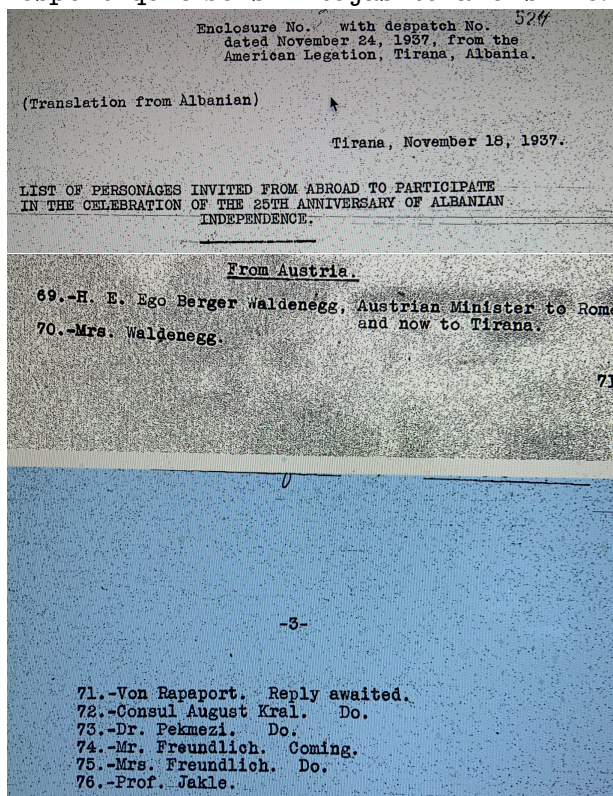 Enclosure No. with despatch No. 524
dated November 24, 1937, from the
American Legation, Tirana, Albania.
(Translation from Albanian)
Tirana, November 18, 1937.
LIST OF PERSONAGES INVITED FROM ABROAD TO PARTICIPATE
IN THE CELEBRATION OF THE 25TH ANNIVERSARY OF ALBANIAN
INDEPENDENCE.
From Austria.
69.-H. E. Ego Berger Waldenegg, Austrian Minister to Rome
and now to Tirana.
70.-Mrs. Waldenegg.
71
-3-
71.-Von Rapaport. Reply awaited.
72.-Consul August Kral. Do.
73.-Dr. Pekmezi. Do.
74.-Mr. Freundlich. Coming.
75.-Mrs. Freundlich. Do.
76.-Prof. Jakle.